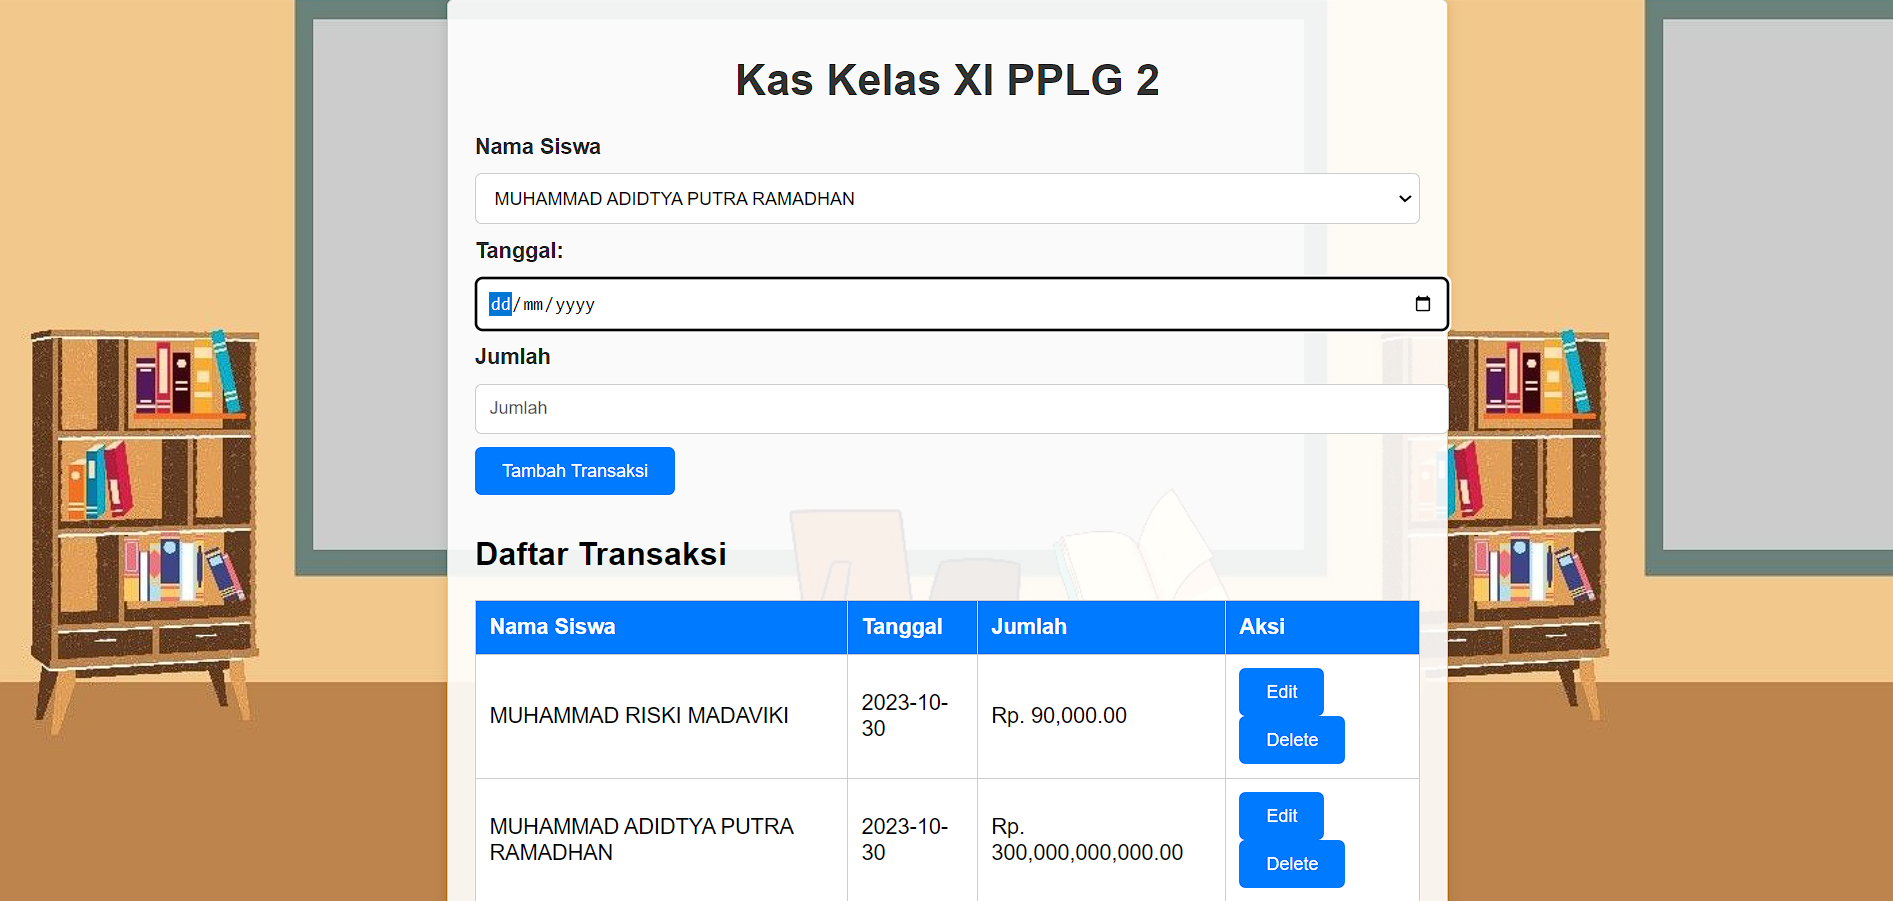 Kas Kelas XI PPLG 2
Nama Siswa
MUHAMMAD ADIDTYA PUTRA RAMADHAN
Tanggal:
dd/mm/yyyy
Jumlah
Jumlah
Tambah Transaksi
Daftar Transaksi
Nama Siswa Tanggal Jumlah Aksi
MUHAMMAD RISKI MADAVIKI
2023-10-
30
Rp. 90,000.00
Edit
Delete
MUHAMMAD ADIDTYA PUTRA
RAMADHAN
2023-10-
30
Rp.
300,000,000,000.00
Edit
Delete